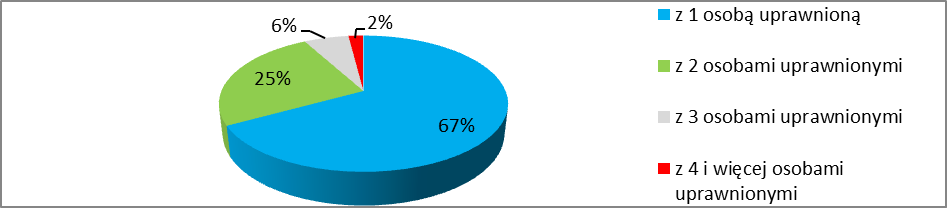 6%
2%
25%
67%
z 1 osobą uprawnioną
z 2 osobami uprawnionymi
z 3 osobami uprawnionymi
z 4 i więcej osobami
uprawnionymi